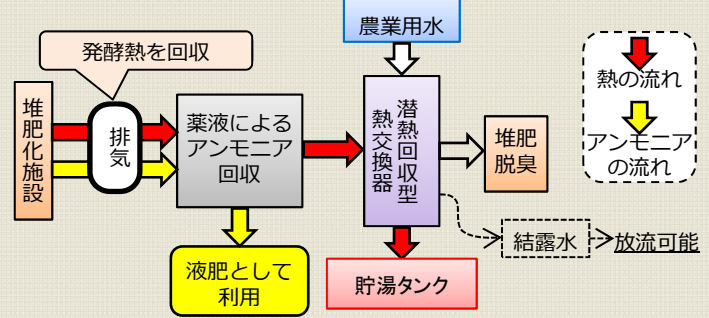 農業用水
発酵熱を回収
熱の流れ
アンモニア
の流れ
堆肥化施設
排気
薬液による
アンモニア
回収
潜熱回収型
熱交換器
堆肥
脱臭
結露水
放流可能
液肥として
利用
貯湯タンク